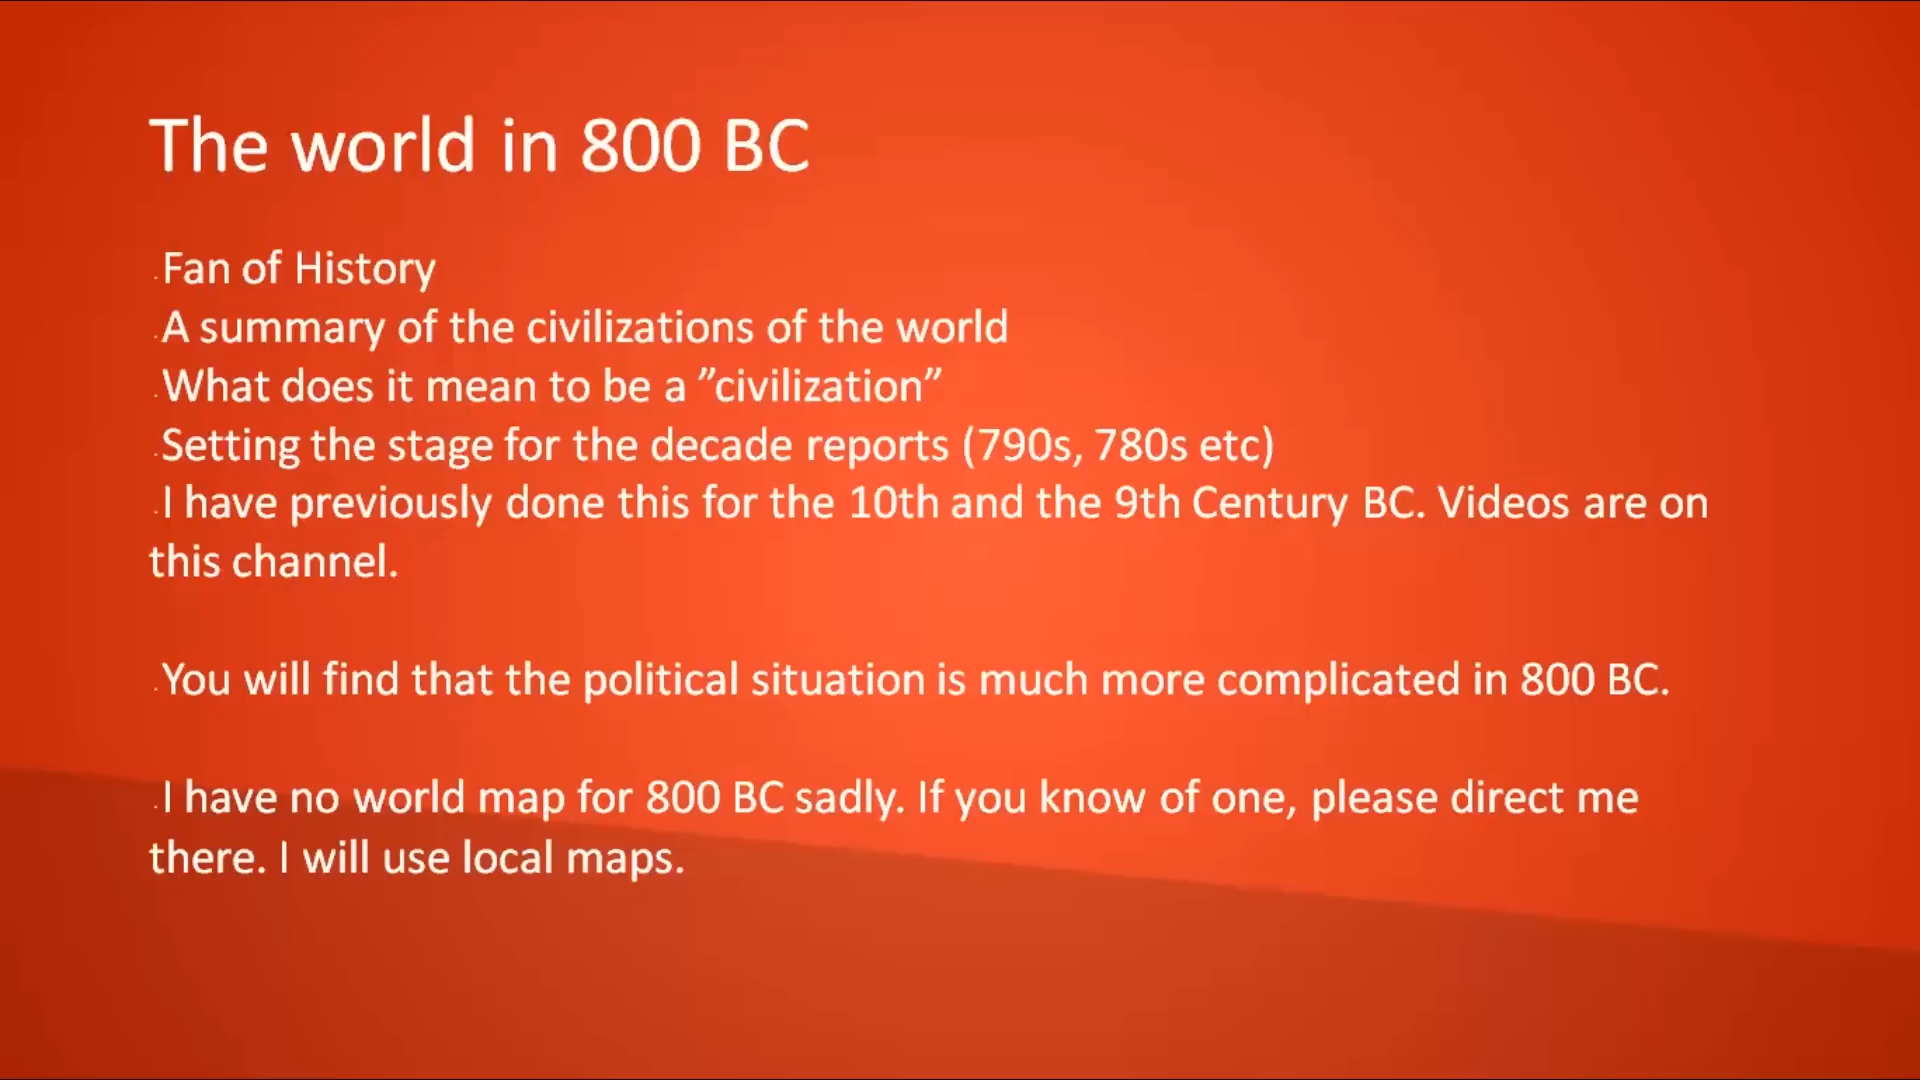 The world in 800 BC
.Fan of History
.A summary of the civilizations of the world
.What does it mean to be a ”civilization”
.Setting the stage for the decade reports (790s, 780s etc)
.I have previously done this for the 10th and the 9th Century BC. Videos are on
this channel.
.You will find that the political situation is much more complicated in 800 BC.
.I have no world map for 800 BC sadly. If you know of one, please direct me
there. I will use local maps.